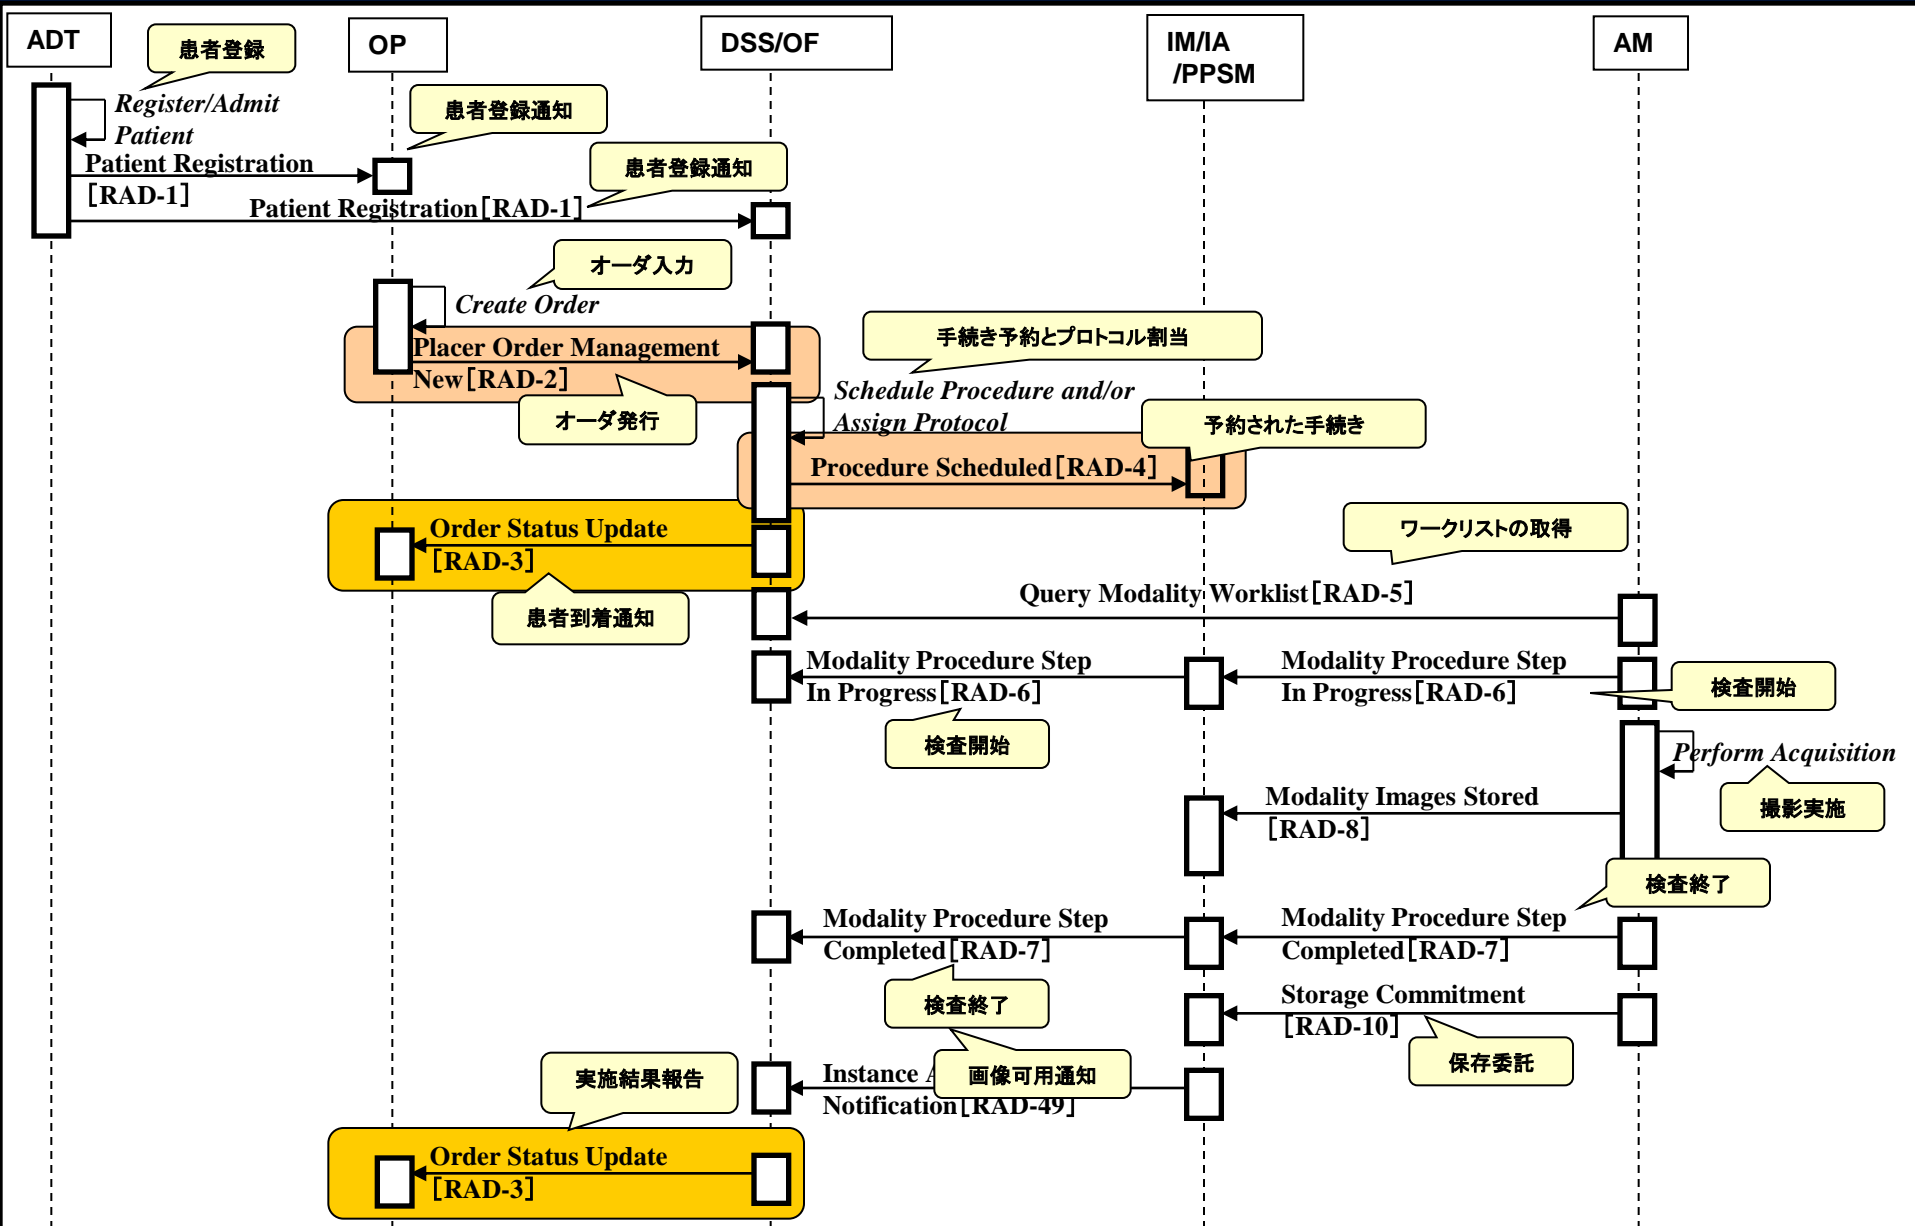 ADT
OP
DSS/OF
IM/IA
/PPSM
AM
患者登録
Register/Admit
Patient
患者登録通知
Patient Registration
[RAD-1]
患者登録通知
Patient Registration[RAD-1]
オーダ入力
Create Order
手続き予約とプロトコル割当
Placer Order Management
New[RAD-2]
オーダ発行
Schedule Procedure and/or
Assign Protocol
予約された手続き
Procedure Scheduled[RAD-4]
Order Status Update
[RAD-3]
患者到着通知
ワークリストの取得
Query Modality Worklist[RAD-5]
Modality Procedure Step
In Progress[RAD-6]
検査開始
Modality Procedure Step
In Progress[RAD-6]
検査開始
Perform Acquisition
撮影実施
Modality Images Stored
[RAD-8]
検査終了
Modality Procedure Step
Completed[RAD-7]
検査終了
Modality Procedure Step
Completed[RAD-7]
Storage Commitment
[RAD-10]
保存委託
実施結果報告
Instance
画像可用通知
Notification[RAD-49]
Order Status Update
[RAD-3]